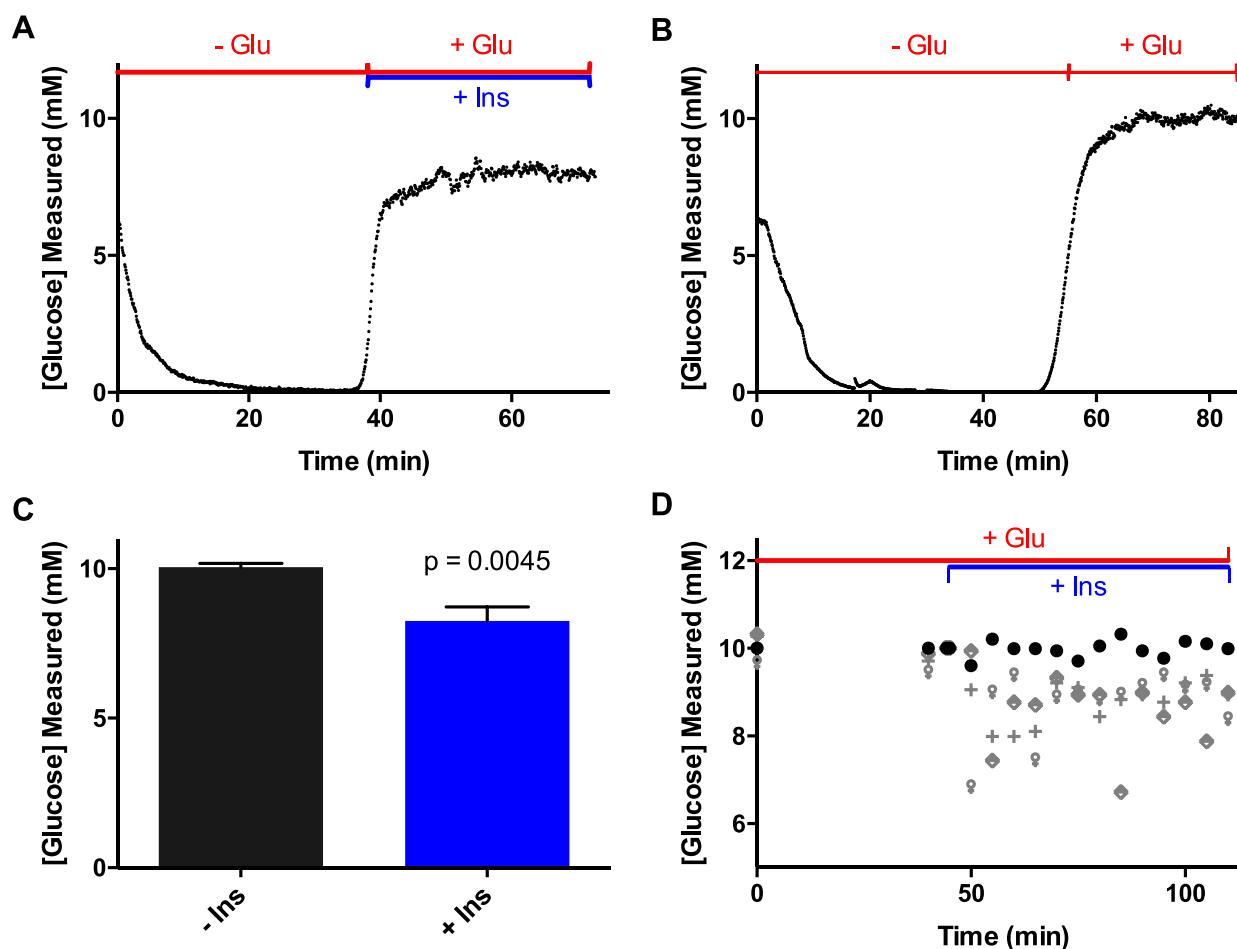 A
- Glu
+ Glu
+ Ins
[Glucose] Measured (mM)
10
5
0
0
20
40
60
Time (min)
B
- Glu
+ Glu
[Glucose] Measured (mM)
10
5
0
0
20
40
60
80
Time (min)
C
[Glucose] Measured (mM)
10
5
0
p = 0.0045
- Ins
+ Ins
D
+ Glu
+ Ins
[Glucose] Measured (mM)
12
10
8
6
0
50
100
Time (min)